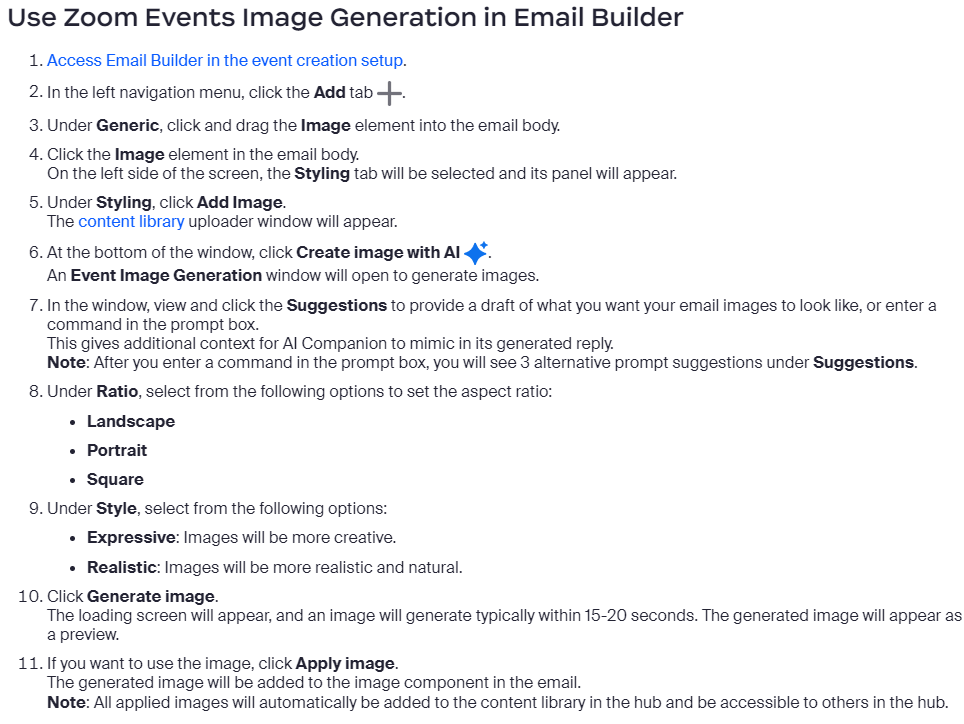 Use Zoom Events Image Generation in Email Builder
1. Access Email Builder in the event creation setup.
2. In the left navigation menu, click the Add tab.
3. Under Generic, click and drag the Image element into the email body.
4. Click the Image element in the email body.
On the left side of the screen, the Styling tab will be selected and its panel will appear.
5. Under Styling, click Add Image.
The content library uploader window will appear.
6. At the bottom of the window, click Create image with AI.
An Event Image Generation window will open to generate images.
7. In the window, view and click the Suggestions to provide a draft of what you want your email images to look like, or enter a
command in the prompt box.
This gives additional context for AI Companion to mimic in its generated reply.
Note: After you enter a command in the prompt box, you will see 3 alternative prompt suggestions under Suggestions.
8. Under Ratio, select from the following options to set the aspect ratio:
• Landscape
• Portrait
• Square
9. Under Style, select from the following options:
• Expressive: Images will be more creative.
• Realistic: Images will be more realistic and natural.
10. Click Generate image.
The loading screen will appear, and an image will generate typically within 15-20 seconds. The generated image will appear as
a preview.
11. If you want to use the image, click Apply image.
The generated image will be added to the image component in the email.
Note: All applied images will automatically be added to the content library in the hub and be accessible to others in the hub.